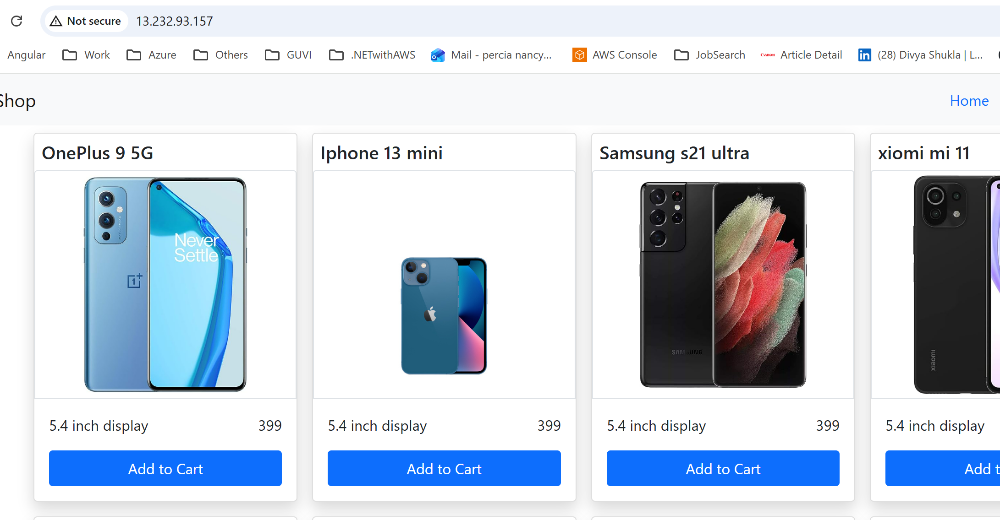 Not secure 13.232.93.157
Angular Work Azure Others GUVI .NETwithAWS Mail - percia nancy... AWS Console JobSearch Canon Article Detail in (28) Divya Shukla | L...
Shop Home
OnePlus 9 5G Iphone 13 mini Samsung s21 ultra xiomi mi 11
Never
Settle
SAMSUNG
xiaomi
5.4 inch display 399 5.4 inch display 399 5.4 inch display 399 5.4 inch display
Add to Cart Add to Cart Add to Cart Add t